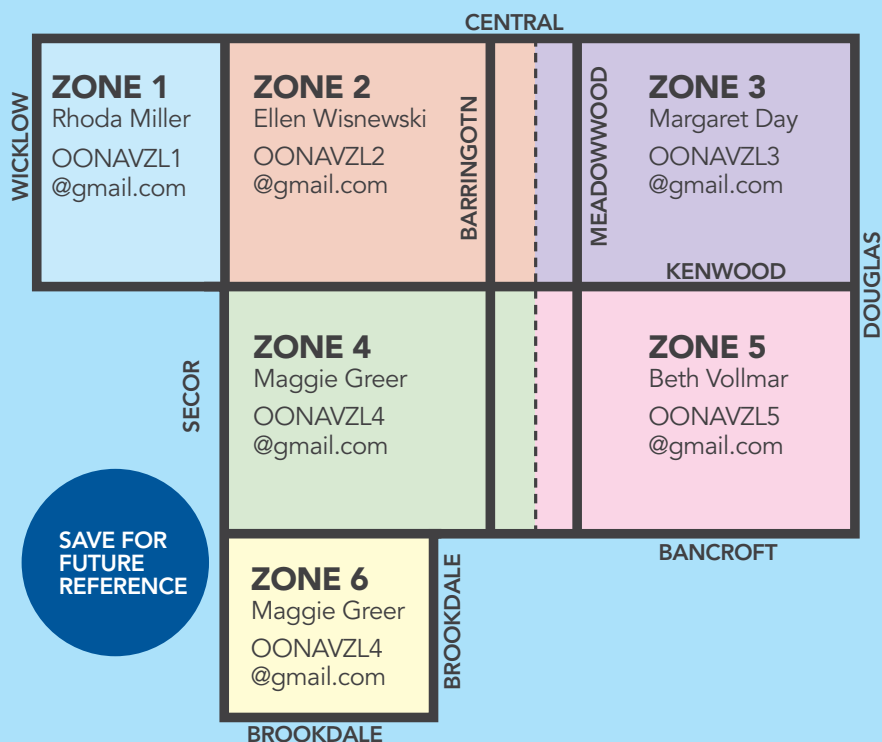 CENTRAL
WICKLOW
ZONE 1
Rhoda Miller
OONAVZL1
@gmail.com
ZONE 2
Ellen Wisnewski
OONAVZL2
@gmail.com
BARRINGOTN
MEADOWWOOD
ZONE 3
Margaret Day
OONAVZL3
@gmail.com
KENWOOD
DOUGLAS
SECOR
ZONE 4
Maggie Greer
OONAVZL4
@gmail.com
ZONE 5
Beth Vollmar
OONAVZL5
@gmail.com
BANCROFT
SAVE FOR
FUTURE
REFERENCE
ZONE 6
Maggie Greer
OONAVZL4
@gmail.com
BROOKDALE
BROOKDALE